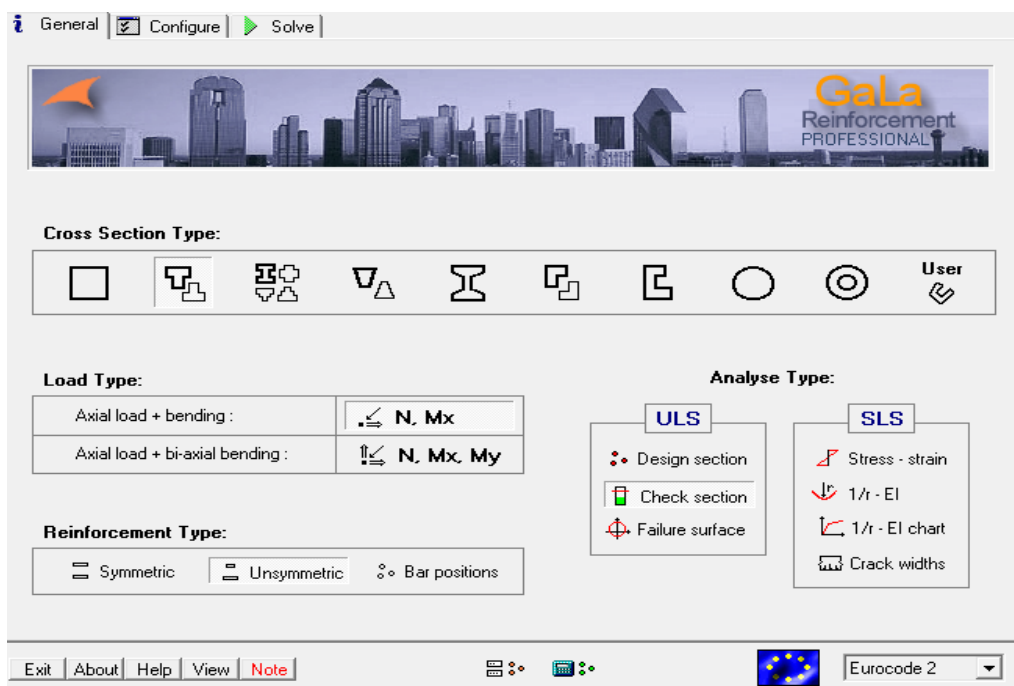 General Configure Solve
GaLa
Reinforcement
PROFESSIONAL
Cross Section Type:
User
Load Type:
Axial load + bending : N, Mx
Axial load + bi-axial bending : N, Mx, My
Reinforcement Type:
Symmetric Unsymmetric Bar positions
Analyse Type:
ULS
Design section
Check section
Failure surface
SLS
Stress - strain
1/r - EI
1/r - EI chart
Crack widths
Exit About Help View Note Eurocode 2